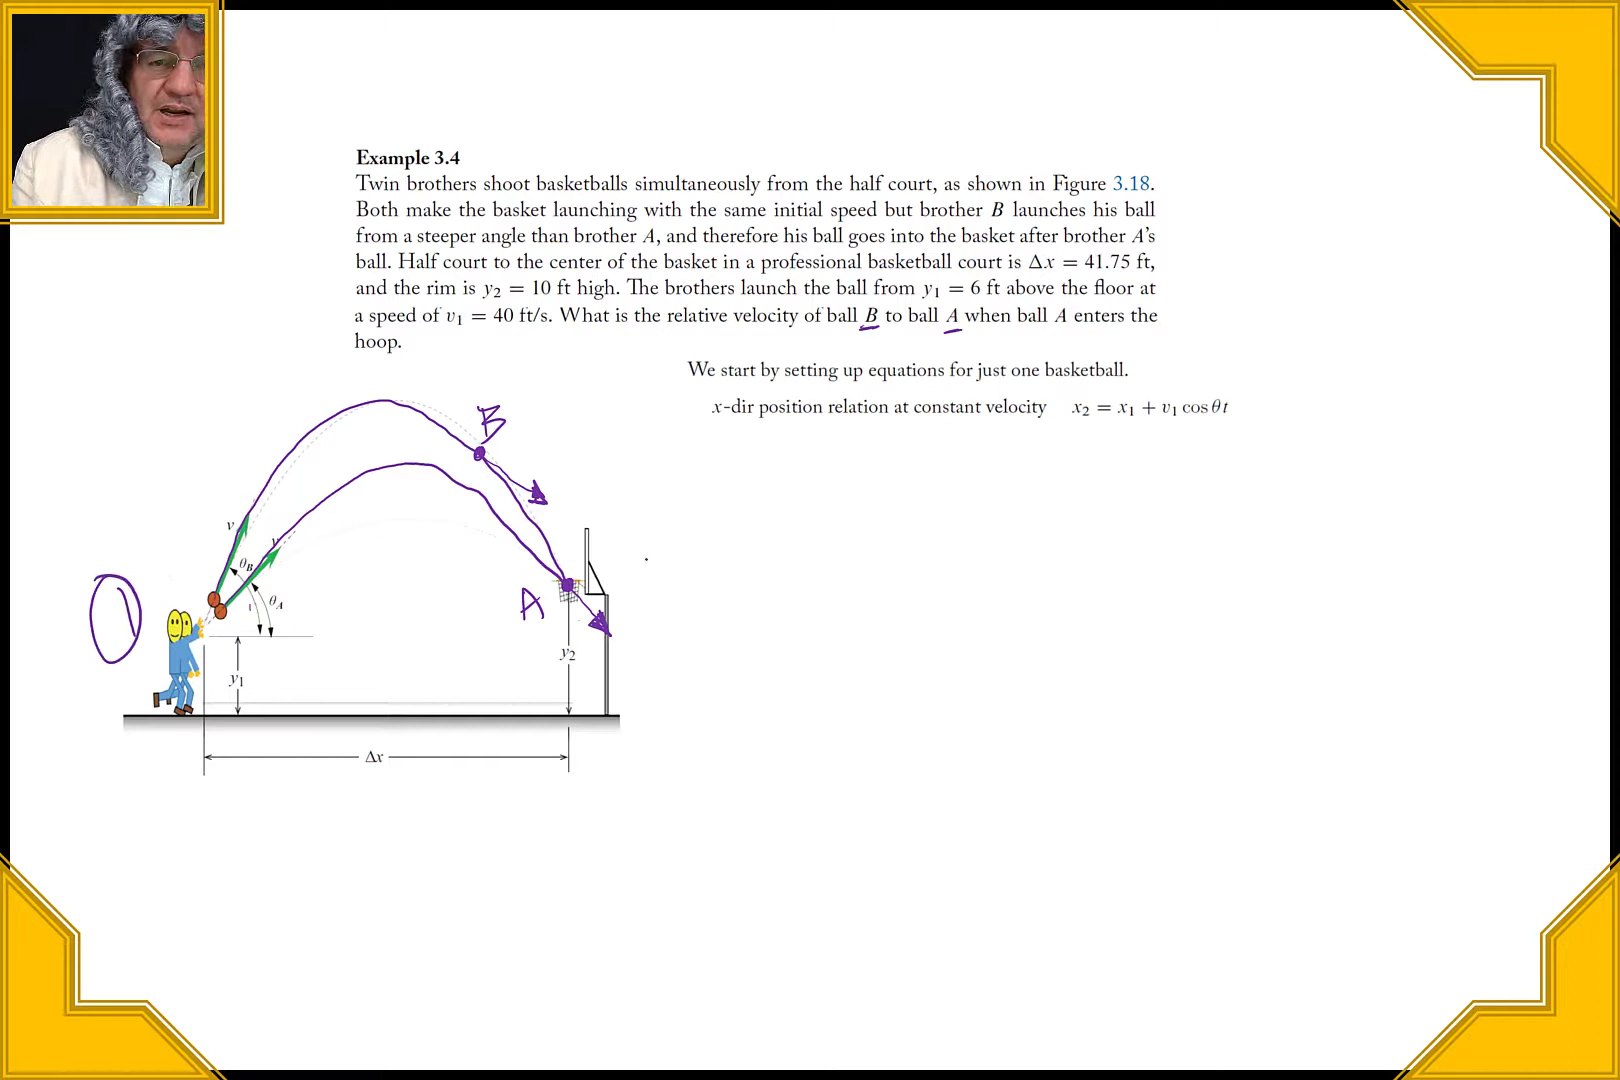 Example 3.4
Twin brothers shoot basketballs simultaneously from the half court, as shown in Figure 3.18.
Both make the basket launching with the same initial speed but brother B launches his ball
from a steeper angle than brother A, and therefore his ball goes into the basket after brother A's
ball. Half court to the center of the basket in a professional basketball court is Δx = 41.75 ft,
and the rim is y₂ = 10 ft high. The brothers launch the ball from y₁ = 6 ft above the floor at
a speed of v₁ = 40 ft/s. What is the relative velocity of ball B to ball A when ball A enters the
hoop.
We start by setting up equations for just one basketball.
x-dir position relation at constant velocity x₂ = x₁ + v₁ cos θ t
B
v
v
θB
θA
1
A
y₂
y₁
Δx